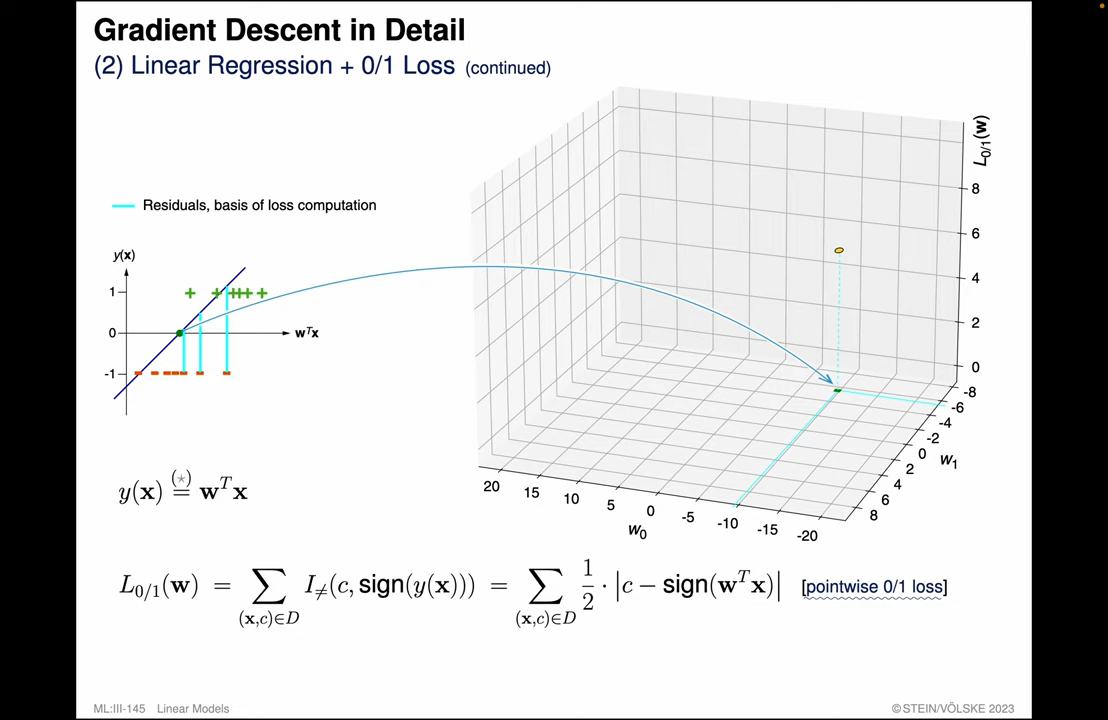 Gradient Descent in Detail
(2) Linear Regression + 0/1 Loss (continued)
L0/1(w)
8
6
4
2
0
Residuals, basis of loss computation
y(x)
1
0
-1
wTx
-8
-6
-4
-2
0
2
4
6
8
w1
20 15 10 5 0 -5 -10 -15 -20
w0
y(x) (⋆)= wTx
L0/1(w) = ∑(x,c)∈D I≠(c, sign(y(x))) = ∑(x,c)∈D 1/2 · |c − sign(wTx)| [pointwise 0/1 loss]
ML:III-145 Linear Models ©STEIN/VÖLSKE 2023